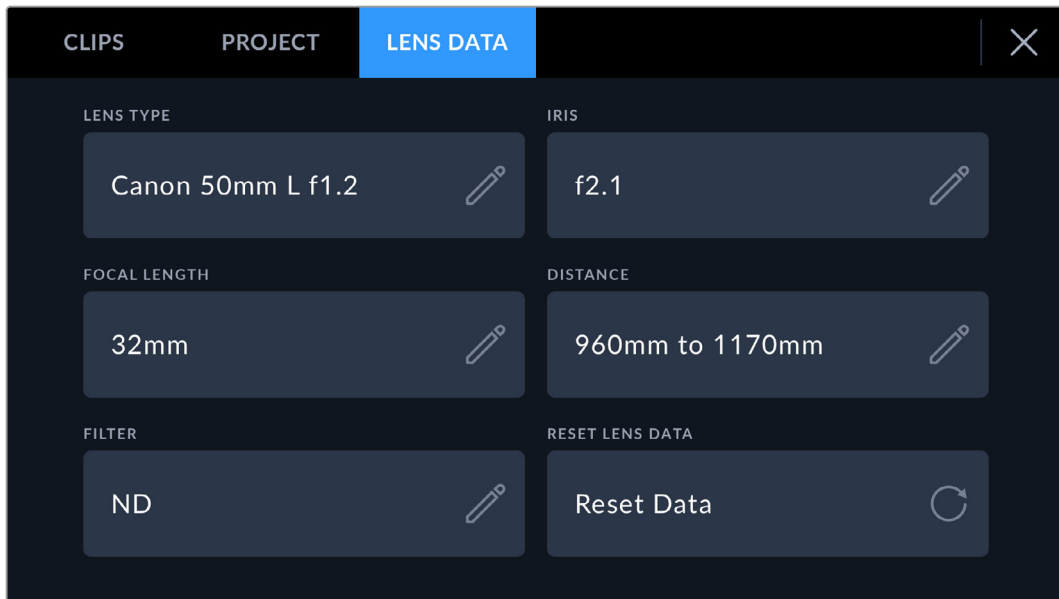 CLIPS PROJECT LENS DATA
LENS TYPE IRIS
Canon 50mm L f1.2 f2.1
FOCAL LENGTH DISTANCE
32mm 960mm to 1170mm
FILTER RESET LENS DATA
ND Reset Data